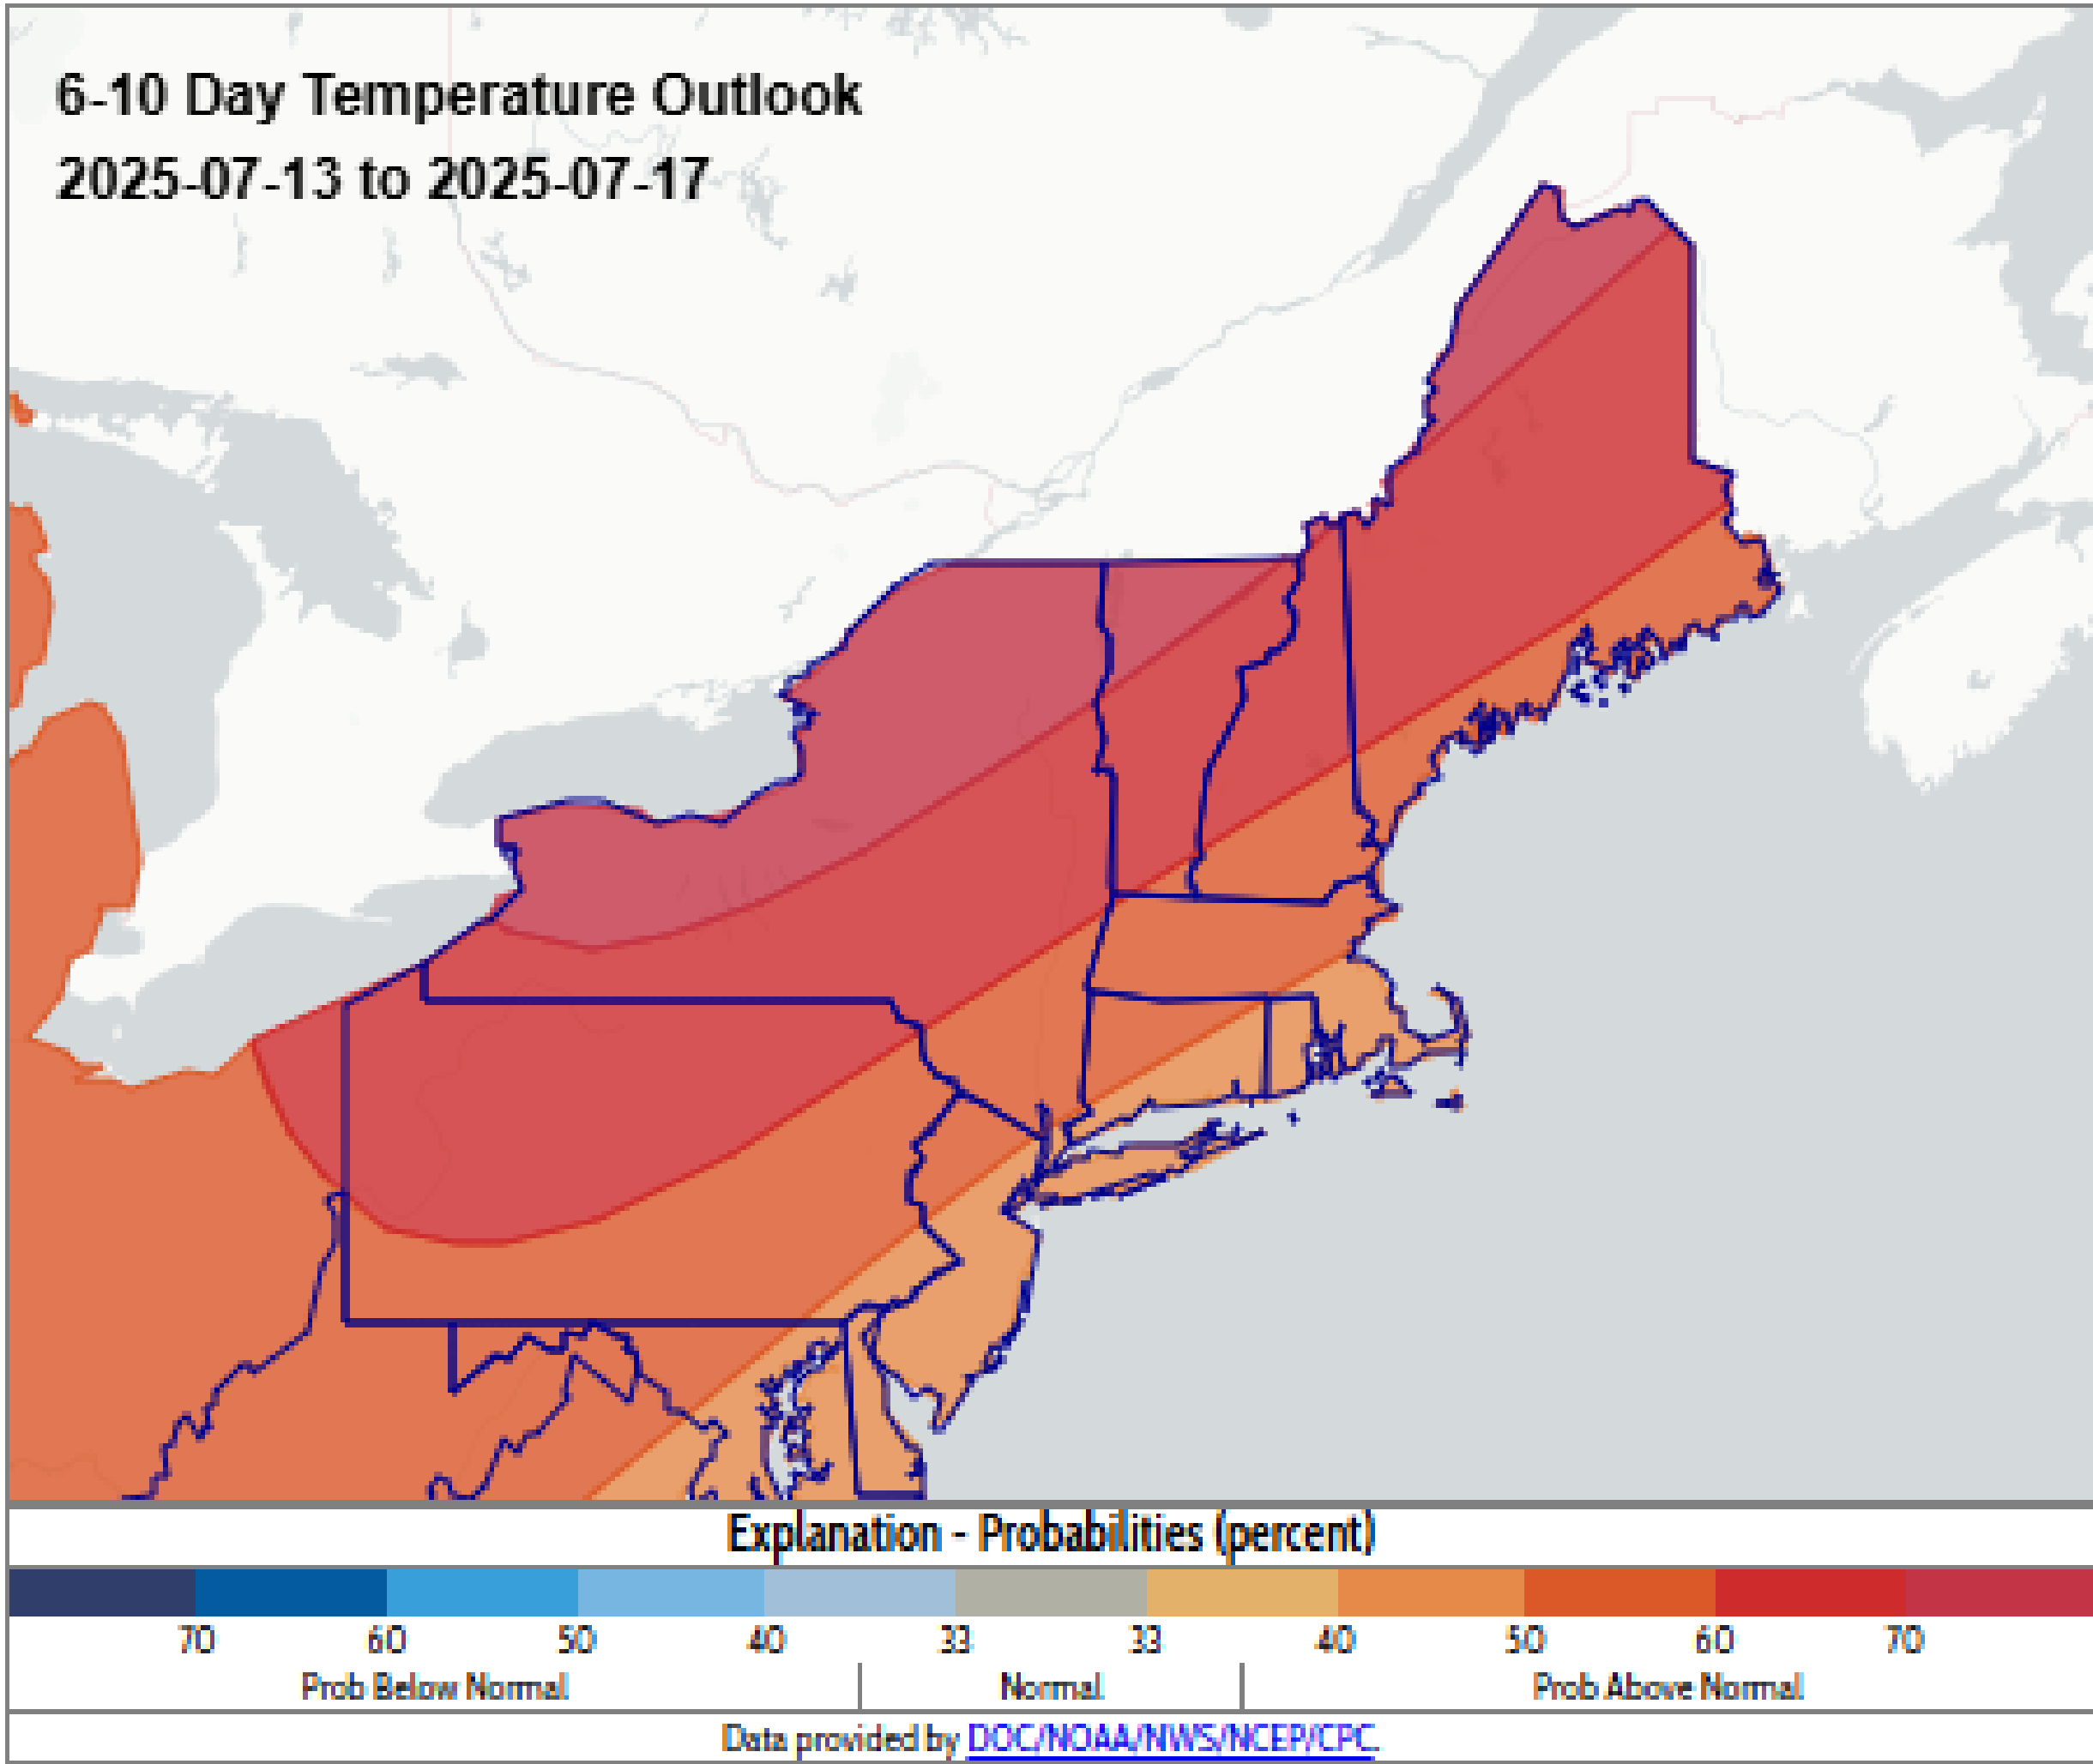 6-10 Day Temperature Outlook
2025-07-13 to 2025-07-17
Explanation - Probabilities (percent)
70 60 50 40 33 33 40 50 60 70
Prob Below Normal | Normal | Prob Above Normal
Data provided by DOC/NOAA/NWS/NCEP/CPC.